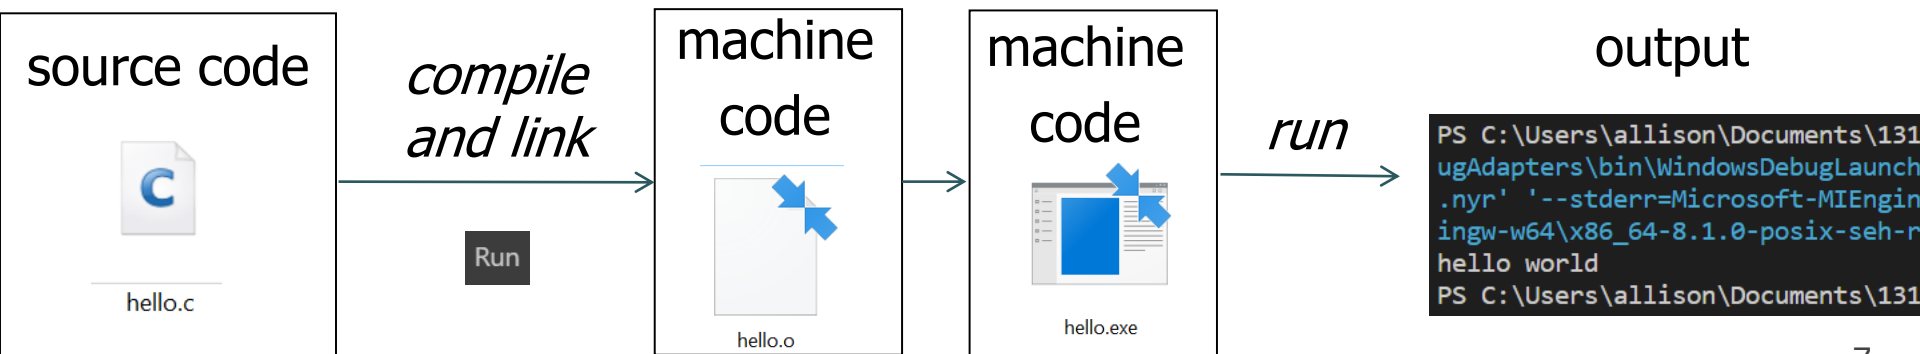 source code
C
hello.c
compile
and link
Run
machine
code
hello.o
machine
code
hello.exe
run
output
PS C:\Users\allison\Documents\131
ugAdapters\bin\WindowsDebugLaunch
.nyr' '--stderr=Microsoft-MIEngin
ingw-w64\x86_64-8.1.0-posix-seh-r
hello world
PS C:\Users\allison\Documents\131